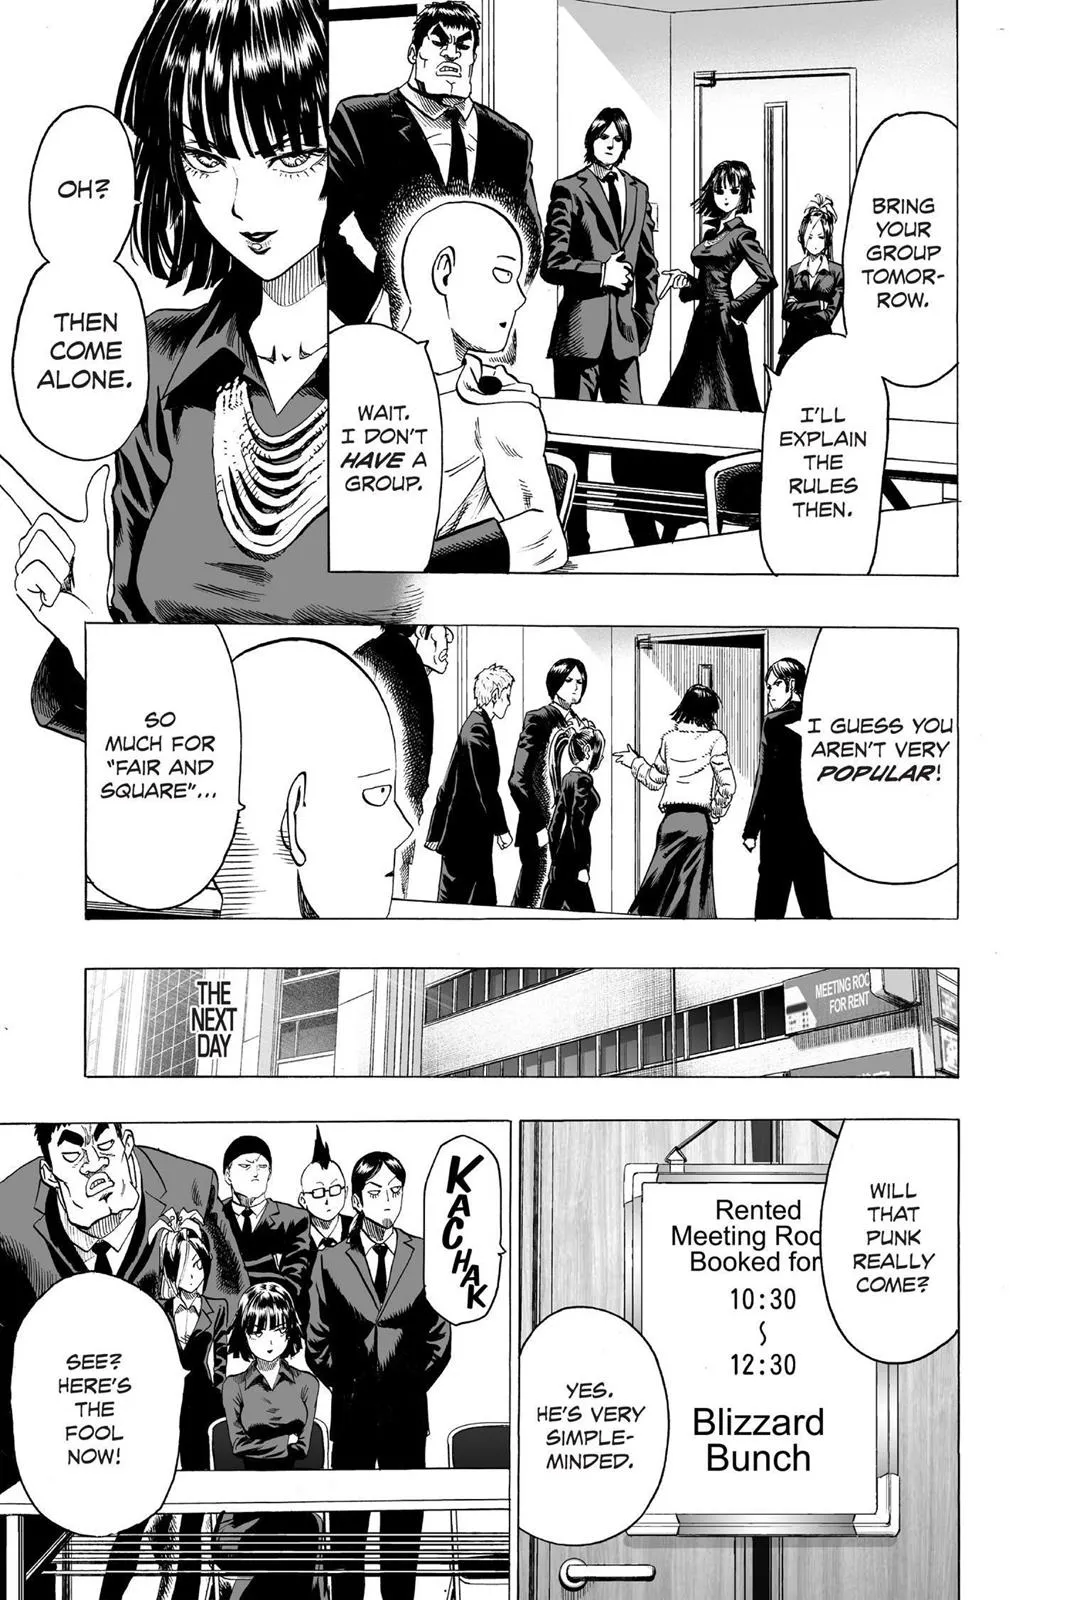 BRING
YOUR
GROUP
TOMOR-
ROW.
I'LL
EXPLAIN
THE
RULES
THEN.
WAIT.
I DON'T
HAVE A
GROUP.
OH?
THEN
COME
ALONE.
I GUESS YOU
AREN'T VERY
POPULAR!
SO
MUCH FOR
"FAIR AND
SQUARE"...
THE
NEXT
DAY
MEETING ROO
FOR RENT
WILL
THAT
PUNK
REALLY
COME?
Rented
Meeting Roo
Booked for
10:30
~
12:30
Blizzard
Bunch
YES.
HE'S VERY
SIMPLE-
MINDED.
KACHAK
SEE?
HERE'S
THE
FOOL
NOW!